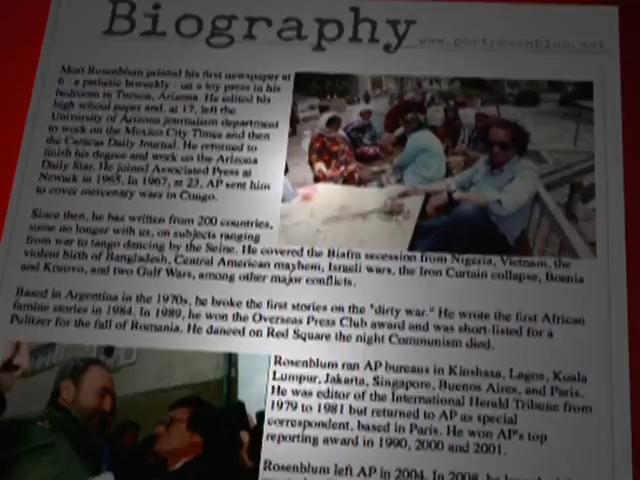 Biography
www.mortrosenblum.net
Mort Rosenblum printed his first newspaper at
6 - a pathetic biweekly - on a toy press in his
bedroom in Tucson, Arizona. He edited his
high school paper and, at 17, left the
University of Arizona journalism department
to work on the Mexico City Times and then
the Caracas Daily Journal. He returned to
finish his degree and work on the Arizona
Daily Star. He joined Associated Press at
Newark in 1965. In 1967, at 23, AP sent him
to cover mercenary wars in Congo.
Since then, he has written from 200 countries,
some no longer with us, on subjects ranging
from war to tango dancing by the Seine. He covered the Biafra secession from Nigeria, Vietnam, the
violent birth of Bangladesh, Central American mayhem, Israeli wars, the Iron Curtain collapse, Bosnia
and Kosovo, and two Gulf Wars, among other major conflicts.
Based in Argentina in the 1970s, he broke the first stories on the "dirty war." He wrote the first African
famine stories in 1984. In 1989, he won the Overseas Press Club award and was short-listed for a
Pulitzer for the fall of Romania. He danced on Red Square the night Communism died.
Rosenblum ran AP bureaus in Kinshasa, Lagos, Kuala
Lumpur, Jakarta, Singapore, Buenos Aires, and Paris.
He was editor of the International Herald Tribune from
1979 to 1981 but returned to AP as special
correspondent, based in Paris. He won AP's top
reporting award in 1990, 2000 and 2001.
Rosenblum left AP in 2004. In 2008, he